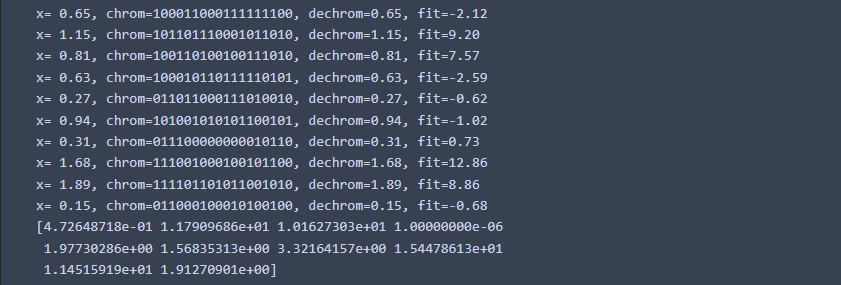 x= 0.65, chrom=100011000111111100, dechrom=0.65, fit=-2.12
x= 1.15, chrom=101101110001011010, dechrom=1.15, fit=9.20
x= 0.81, chrom=100110100100111010, dechrom=0.81, fit=7.57
x= 0.63, chrom=100010110111110101, dechrom=0.63, fit=-2.59
x= 0.27, chrom=011011000111010010, dechrom=0.27, fit=-0.62
x= 0.94, chrom=101001010101100101, dechrom=0.94, fit=-1.02
x= 0.31, chrom=011100000000010110, dechrom=0.31, fit=0.73
x= 1.68, chrom=111001000100101100, dechrom=1.68, fit=12.86
x= 1.89, chrom=111101101011001010, dechrom=1.89, fit=8.86
x= 0.15, chrom=011000100010100100, dechrom=0.15, fit=-0.68
[4.72648718e-01 1.17909686e+01 1.01627303e+01 1.00000000e-06
1.97730286e+00 1.56835313e+00 3.32164157e+00 1.54478613e+01
1.14515919e+01 1.91270901e+00]